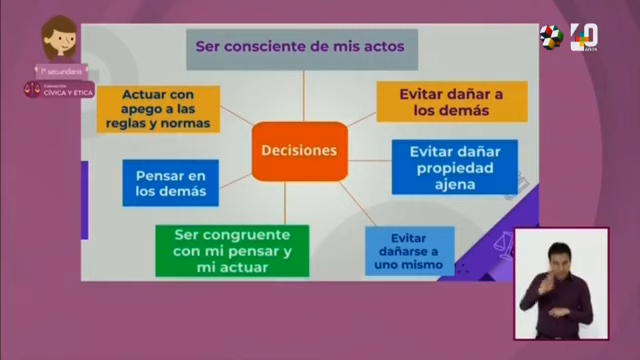 Ser consciente de mis actos
1º secundaria
CÍVICA Y ÉTICA
40
AÑOS
Actuar con
apego a las
reglas y normas
Evitar dañar a
los demás
Decisiones
Evitar dañar
propiedad
ajena
Pensar en
los demás
Ser congruente
con mi pensar y
mi actuar
Evitar
dañarse a
uno mismo